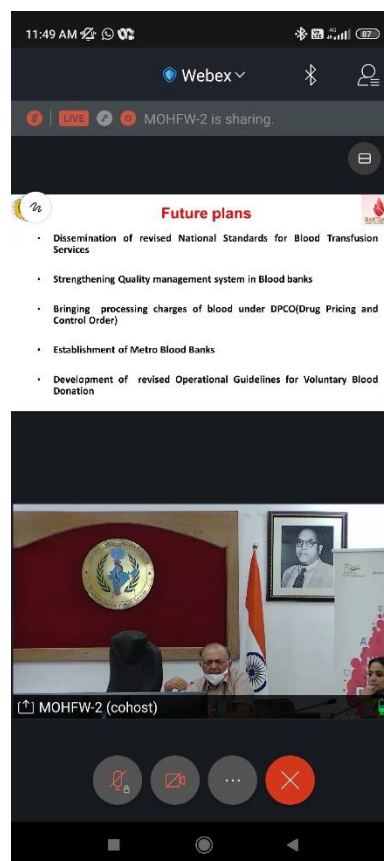 11:49 AM
87
Webex
LIVE
MOHFW-2 is sharing.
Future plans
• Dissemination of revised National Standards for Blood Transfusion
Services
• Strengthening Quality management system in Blood banks
• Bringing processing charges of blood under DPCO(Drug Pricing and
Control Order)
• Establishment of Metro Blood Banks
• Development of revised Operational Guidelines for Voluntary Blood
Donation
MOHFW-2 (cohost)